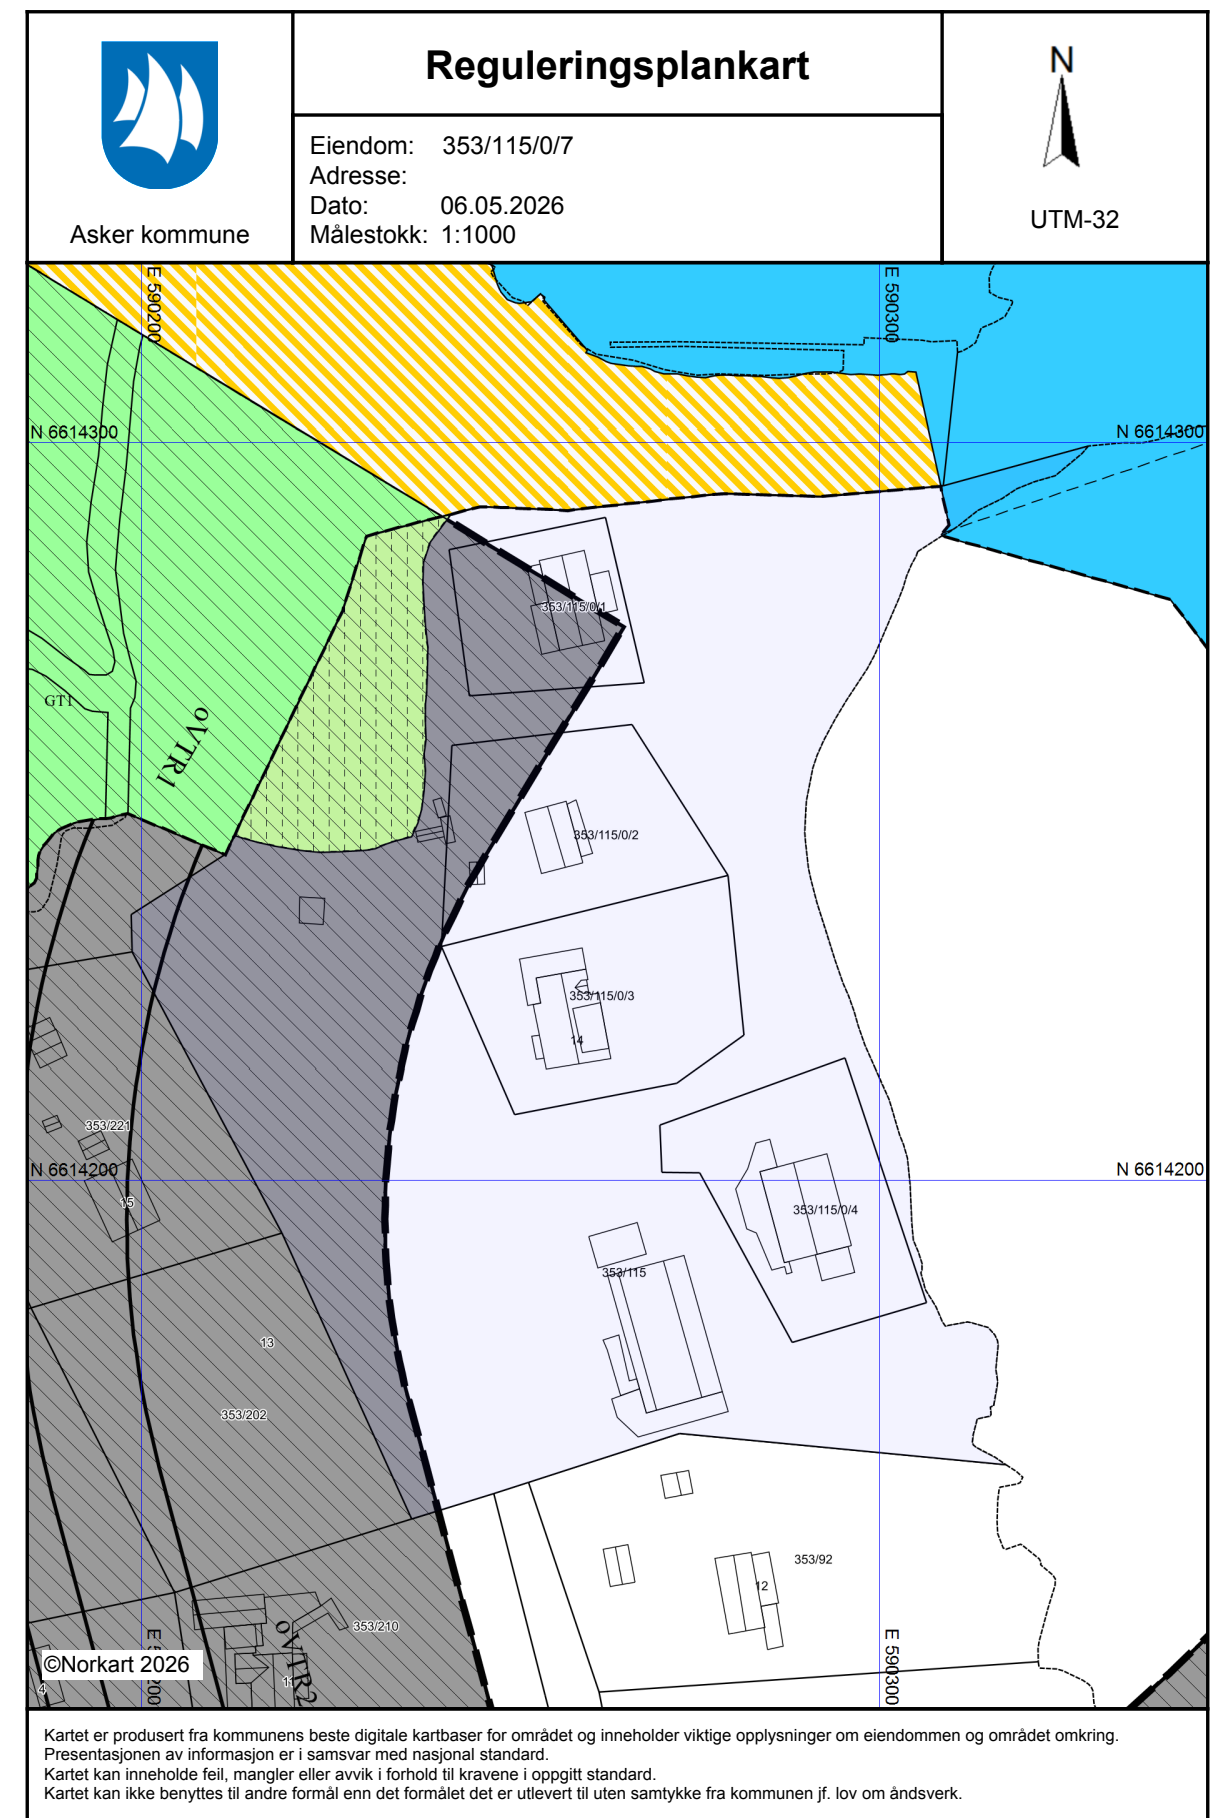 Reguleringsplankart
Asker kommune
Eiendom: 353/115/0/7
Adresse:
Dato: 06.05.2026
Målestokk: 1:1000
N
UTM-32
E 590200
E 590300
N 6614300
N 6614300
353/115/0/1
GT1
oVTR1
353/115/0/2
353/115/0/3
14
353/221
N 6614200
N 6614200
15
353/115/0/4
353/115
13
353/202
353/92
12
353/210
oVTR2
E 590300
©Norkart 2026
11
4
Kartet er produsert fra kommunens beste digitale kartbaser for området og inneholder viktige opplysninger om eiendommen og området omkring.
Presentasjonen av informasjon er i samsvar med nasjonal standard.
Kartet kan inneholde feil, mangler eller avvik i forhold til kravene i oppgitt standard.
Kartet kan ikke benyttes til andre formål enn det formålet det er utlevert til uten samtykke fra kommunen jf. lov om åndsverk.